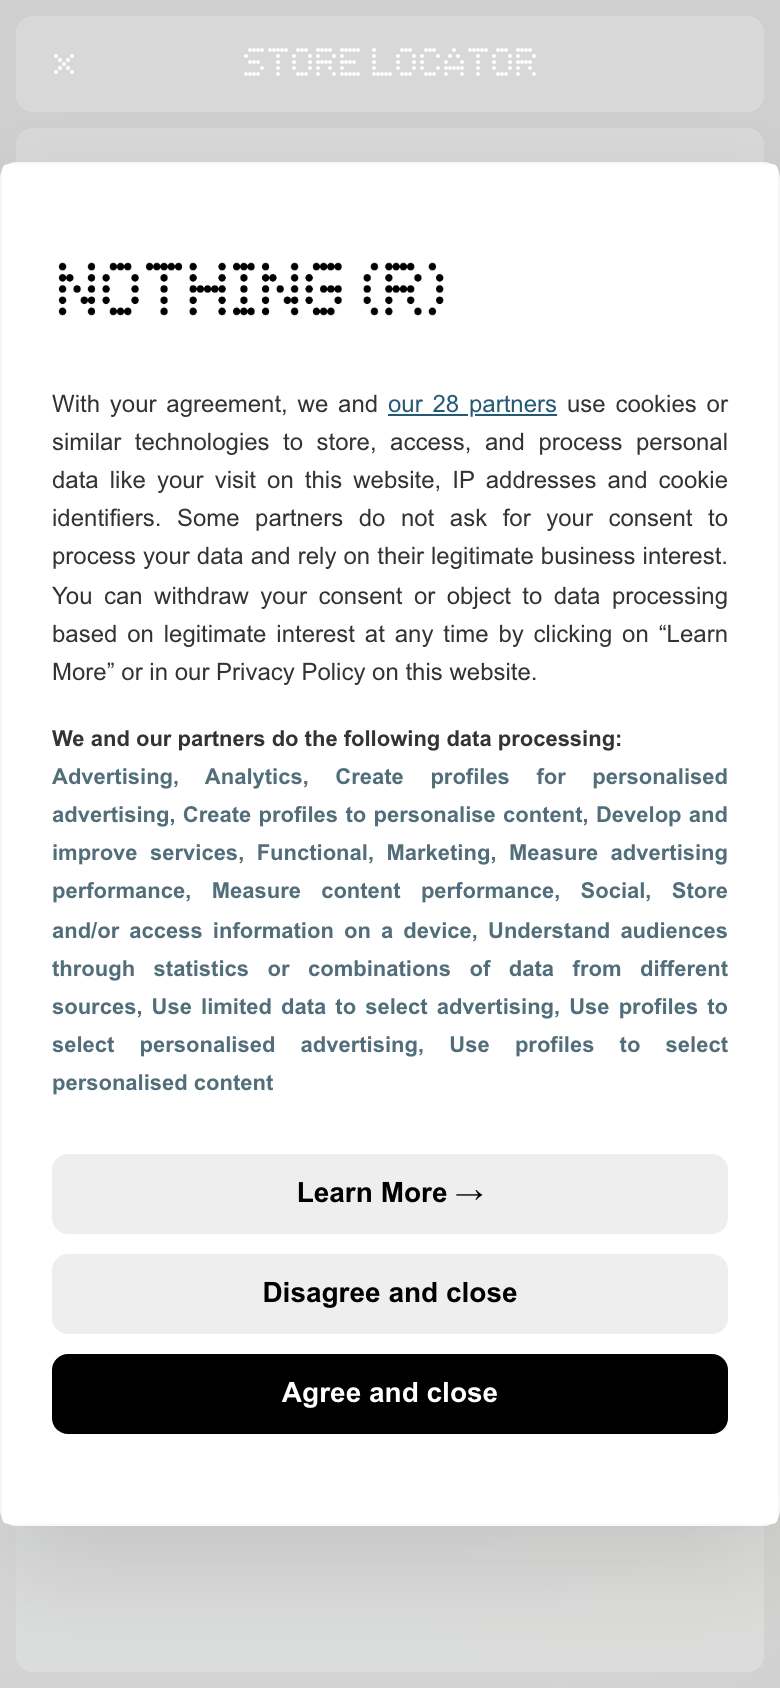 × STORE LOCATOR
NOTHING (R)
With your agreement, we and our 28 partners use cookies or
similar technologies to store, access, and process personal
data like your visit on this website, IP addresses and cookie
identifiers. Some partners do not ask for your consent to
process your data and rely on their legitimate business interest.
You can withdraw your consent or object to data processing
based on legitimate interest at any time by clicking on “Learn
More” or in our Privacy Policy on this website.
We and our partners do the following data processing:
Advertising, Analytics, Create profiles for personalised
advertising, Create profiles to personalise content, Develop and
improve services, Functional, Marketing, Measure advertising
performance, Measure content performance, Social, Store
and/or access information on a device, Understand audiences
through statistics or combinations of data from different
sources, Use limited data to select advertising, Use profiles to
select personalised advertising, Use profiles to select
personalised content
Learn More →
Disagree and close
Agree and close